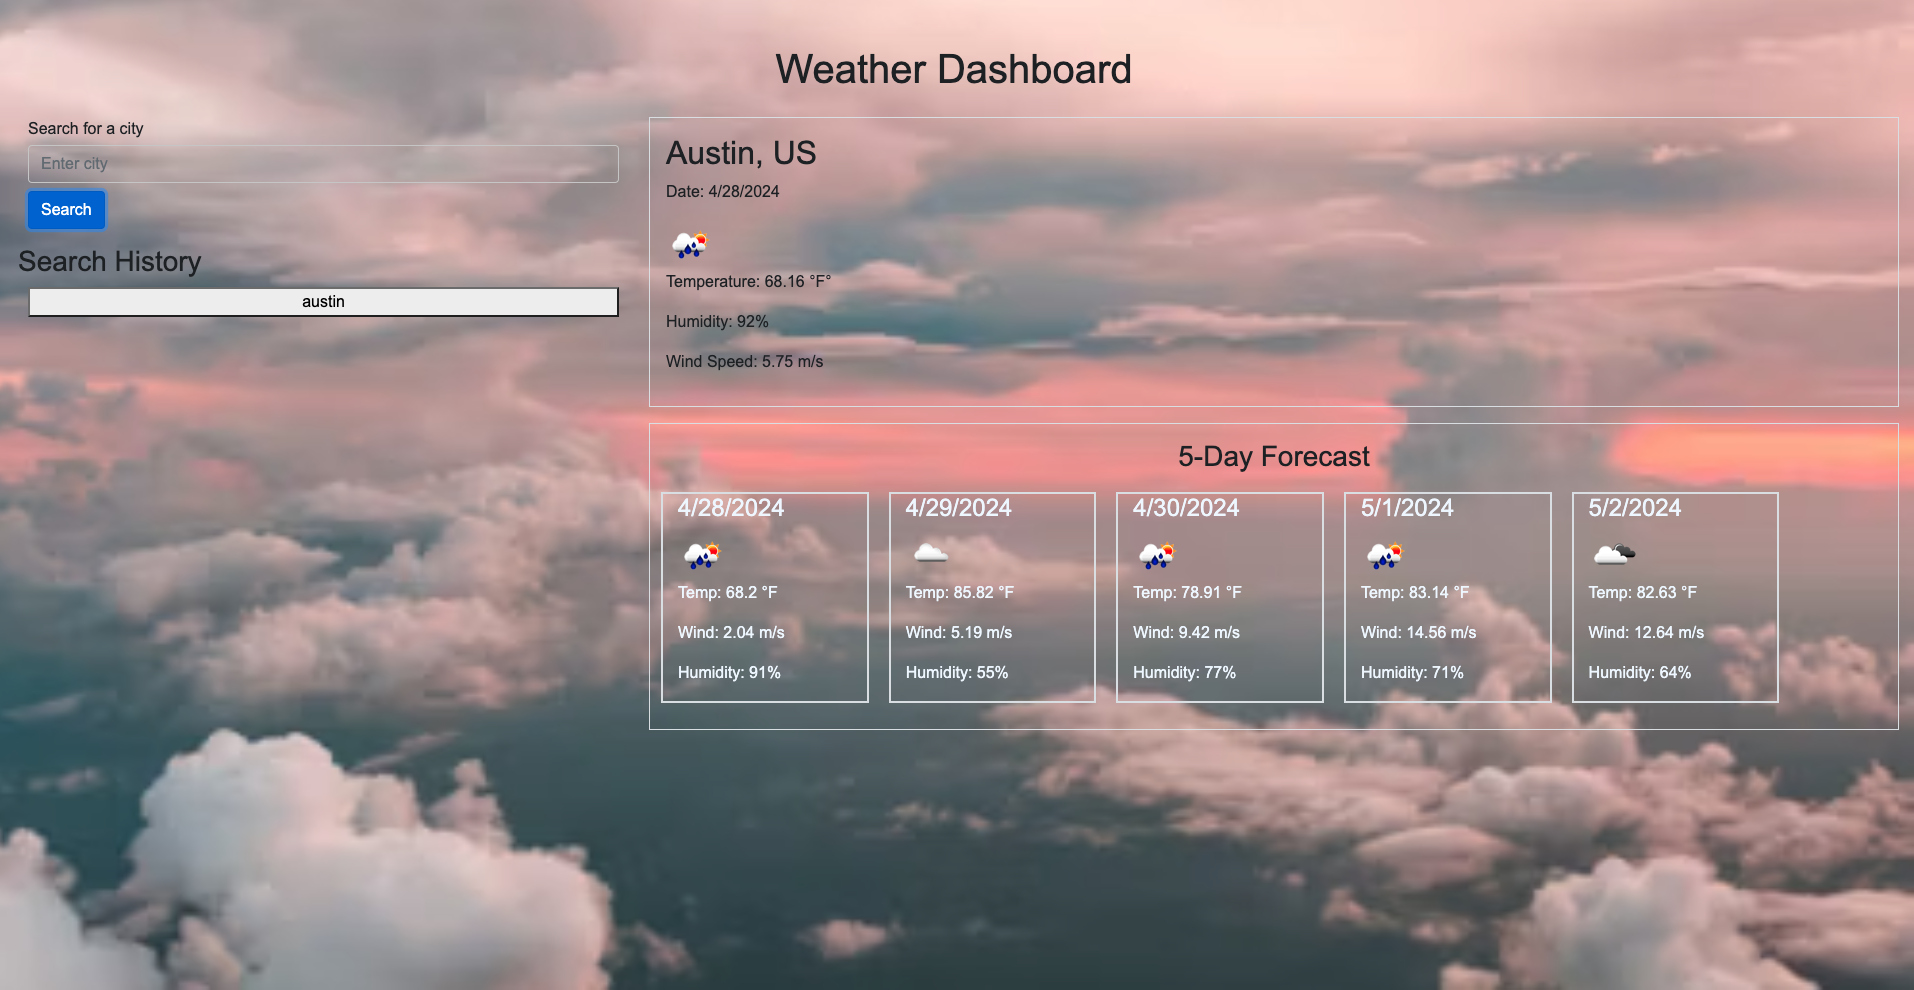 Weather Dashboard
Search for a city
Enter city
Search
Search History
austin
Austin, US
Date: 4/28/2024
Temperature: 68.16 °F°
Humidity: 92%
Wind Speed: 5.75 m/s
5-Day Forecast
4/28/2024
Temp: 68.2 °F
Wind: 2.04 m/s
Humidity: 91%
4/29/2024
Temp: 85.82 °F
Wind: 5.19 m/s
Humidity: 55%
4/30/2024
Temp: 78.91 °F
Wind: 9.42 m/s
Humidity: 77%
5/1/2024
Temp: 83.14 °F
Wind: 14.56 m/s
Humidity: 71%
5/2/2024
Temp: 82.63 °F
Wind: 12.64 m/s
Humidity: 64%